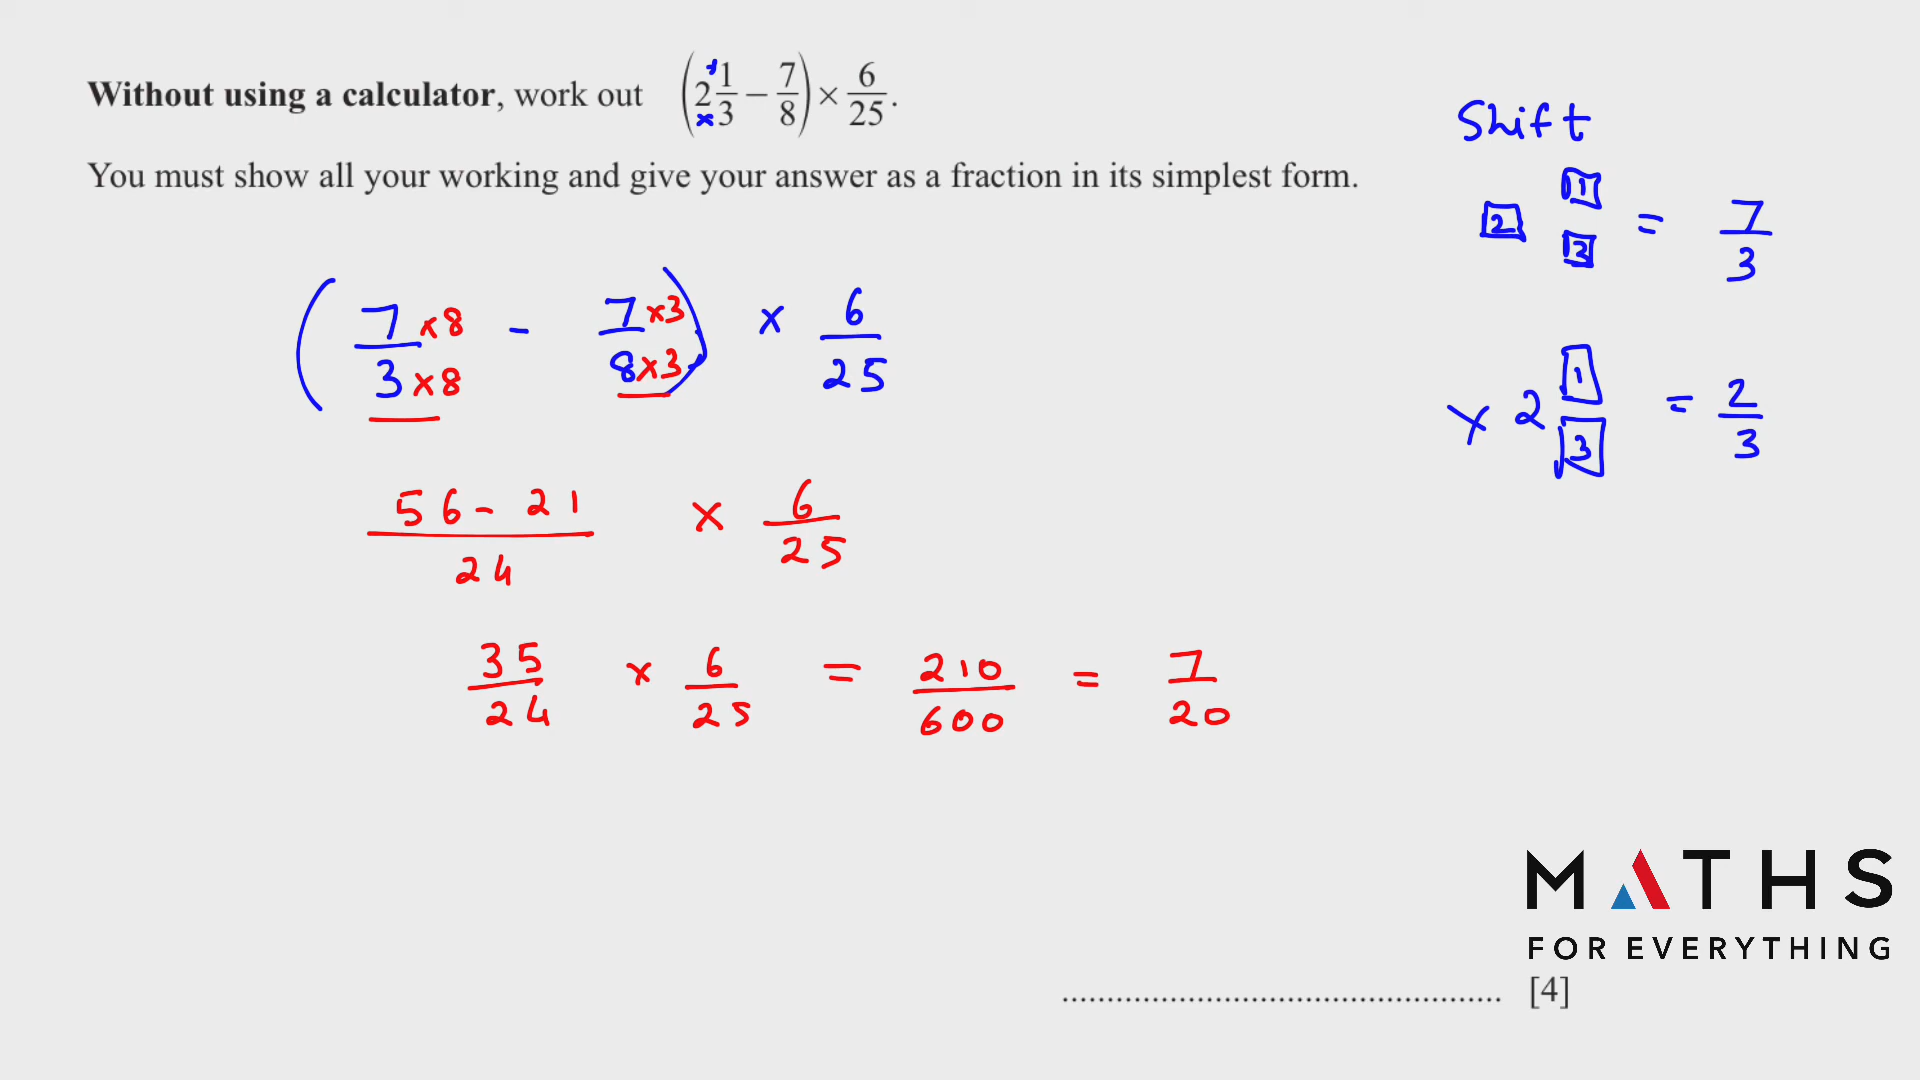 Without using a calculator, work out (2 1/3 − 7/8) × 6/25.
+
×
You must show all your working and give your answer as a fraction in its simplest form.
Shift
2 1/3 = 7/3
× 2 1/3 = 2/3
(7×8/3×8 - 7×3/8×3) × 6/25
56 - 21/24 × 6/25
35/24 × 6/25 = 210/600 = 7/20
MATHS
FOR EVERYTHING
................................................. [4]